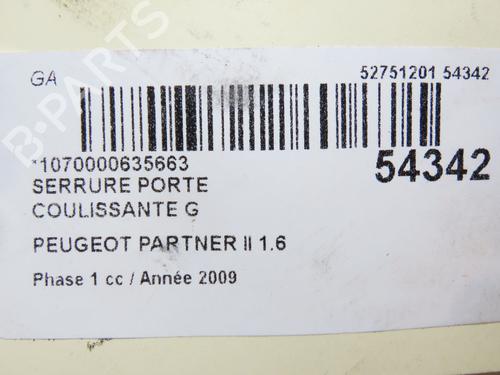 GA
52751201 54342
*1070000635663
54342
SERRURE PORTE
COULISSANTE G
PEUGEOT PARTNER II 1.6
Phase 1 cc / Année 2009
B-PARTS